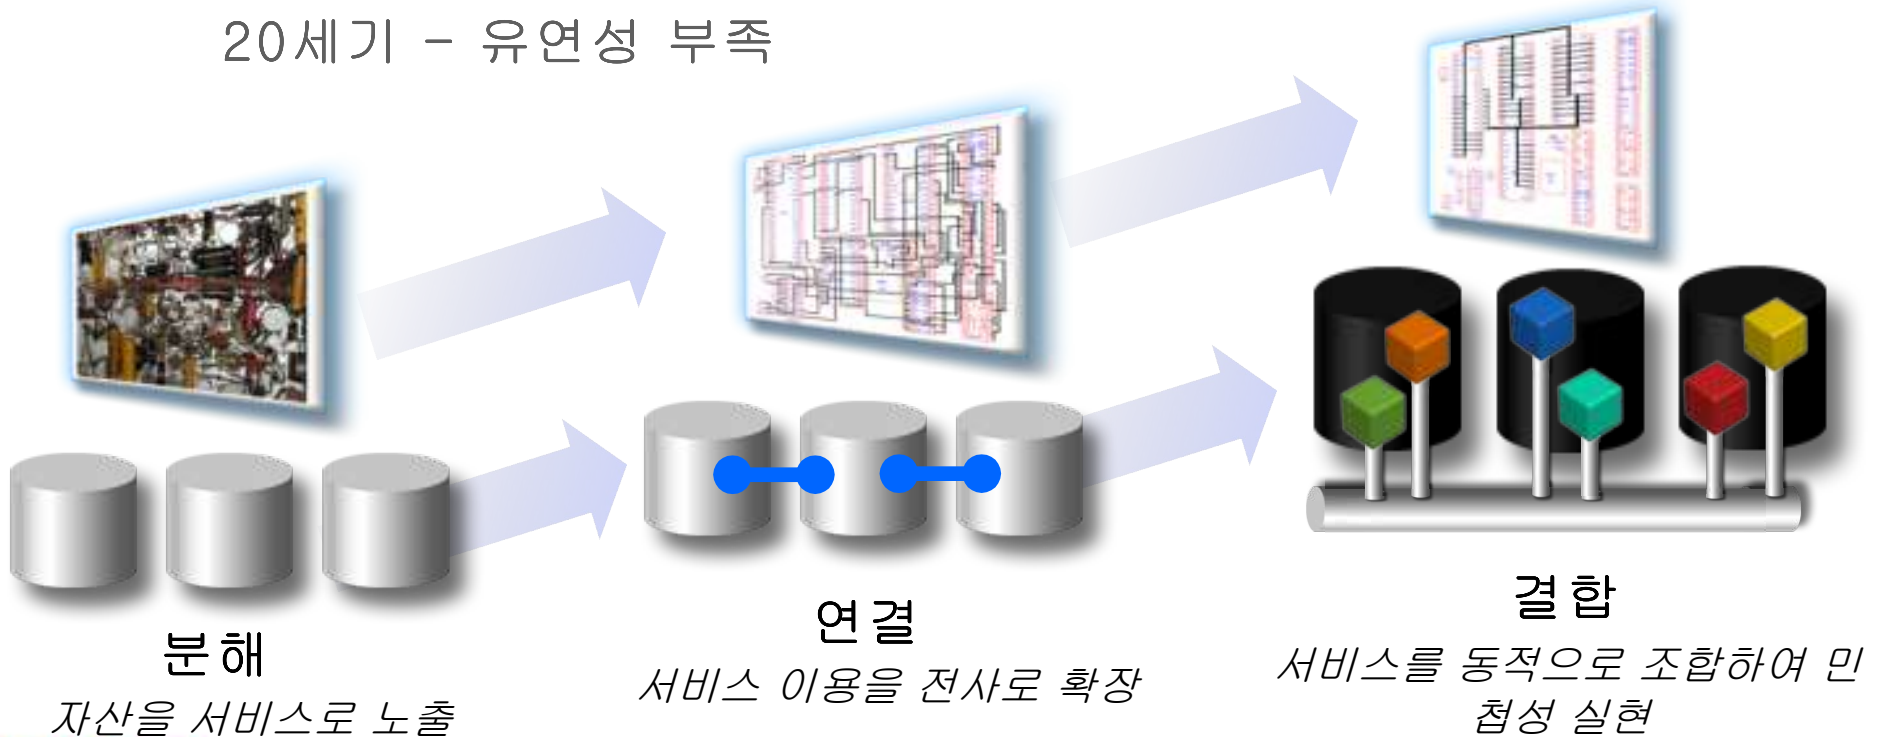 20세기 - 유연성 부족
분해
자산을 서비스로 노출
연결
서비스 이용을 전사로 확장
결합
서비스를 동적으로 조합하여 민
첩성 실현